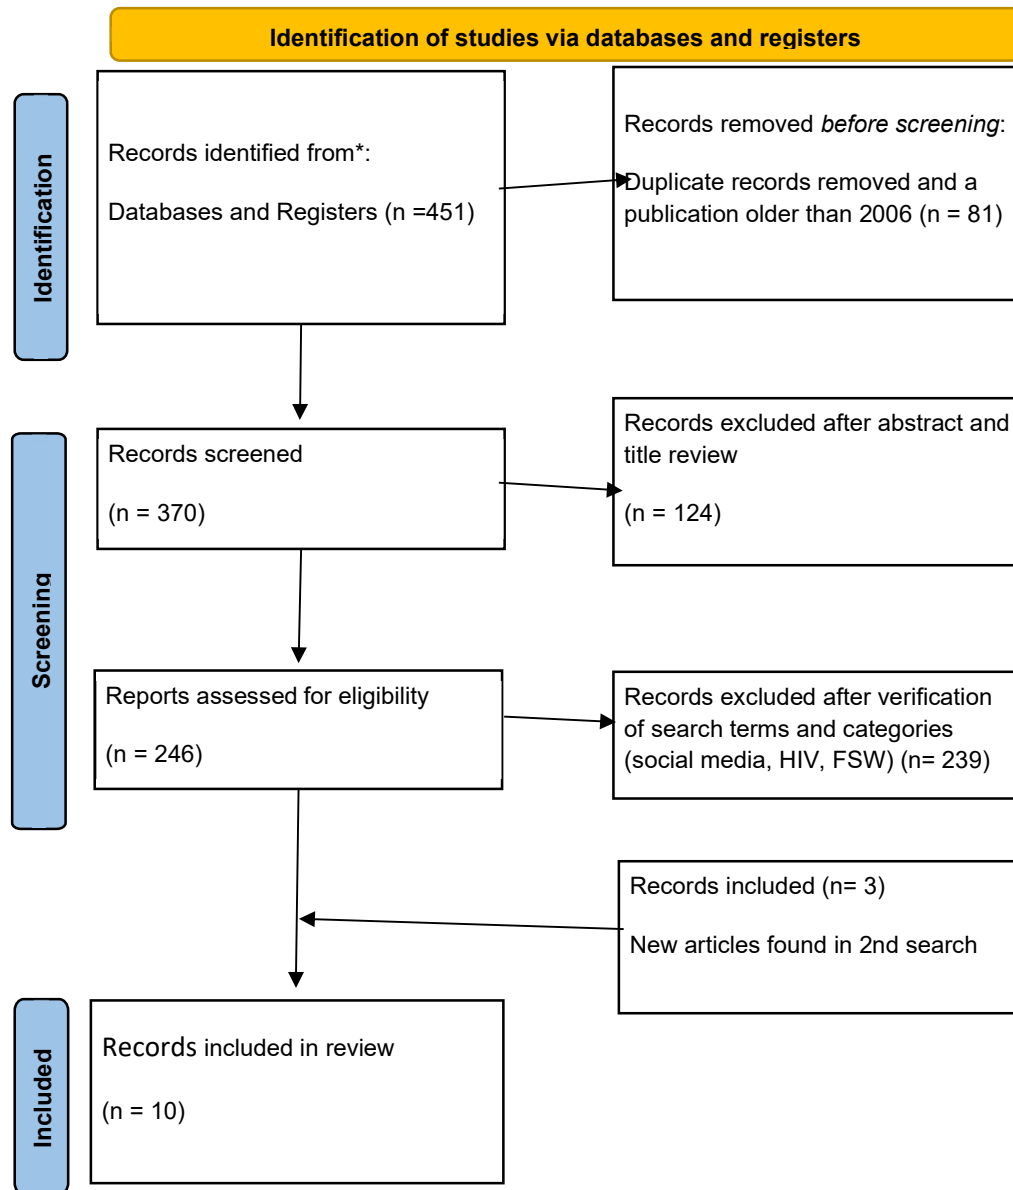 Identification of studies via databases and registers
Identification
Records identified from*:
Databases and Registers (n =451)
Records removed before screening:
Duplicate records removed and a
publication older than 2006 (n = 81)
Screening
Records screened
(n = 370)
Records excluded after abstract and
title review
(n = 124)
Reports assessed for eligibility
(n = 246)
Records excluded after verification
of search terms and categories
(social media, HIV, FSW) (n= 239)
Records included (n= 3)
New articles found in 2nd search
Included
Records included in review
(n = 10)